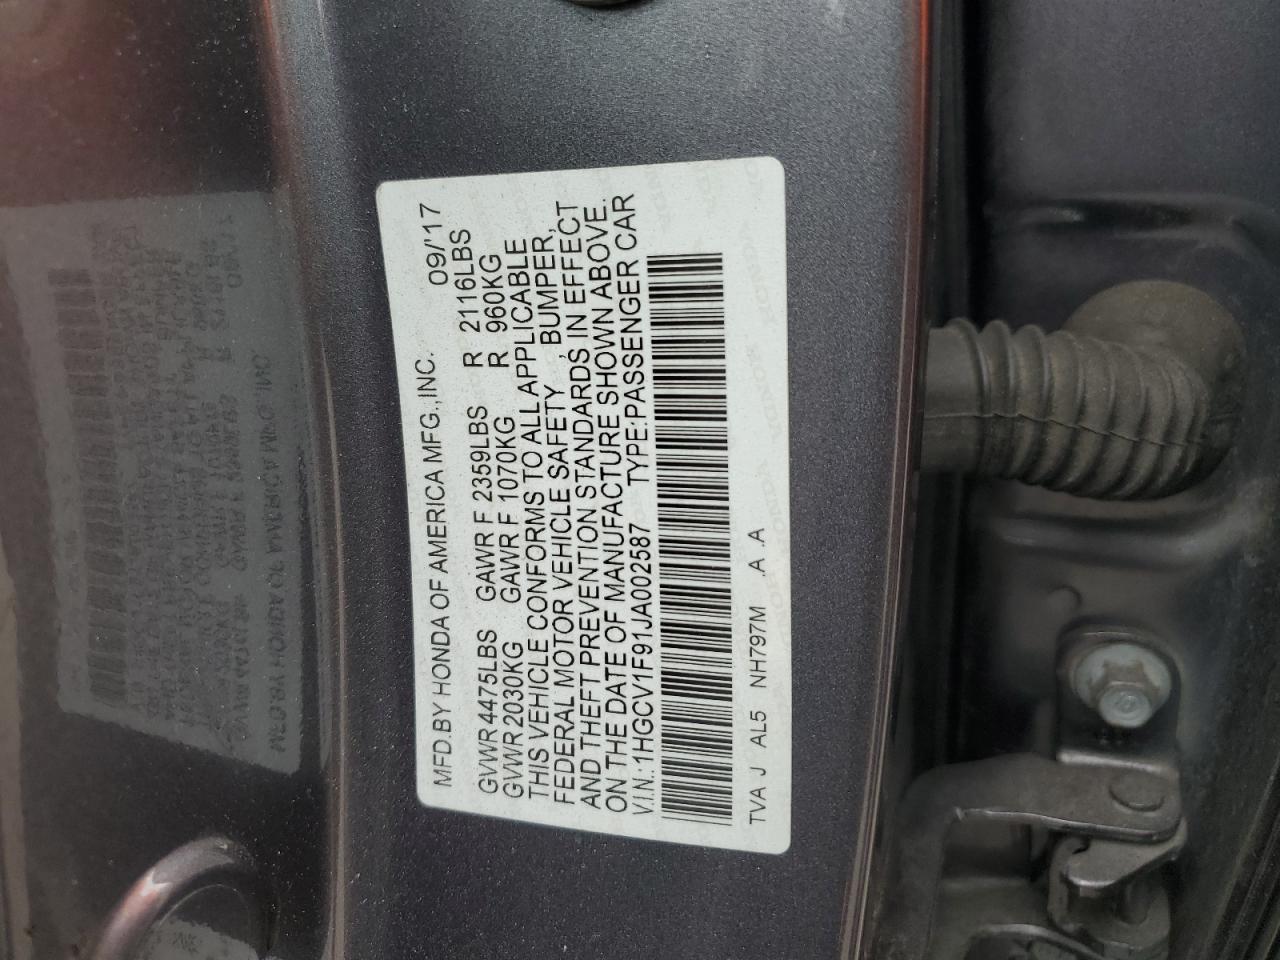 MFD.BY HONDA OF AMERICA MFG.,INC. 09/'17
GVWR 4475LBS GAWR F 2359LBS R 2116LBS
GVWR 2030KG GAWR F 1070KG R 960KG
THIS VEHICLE CONFORMS TO ALL APPLICABLE
FEDERAL MOTOR VEHICLE SAFETY, BUMPER,
AND THEFT PREVENTION STANDARDS IN EFFECT
ON THE DATE OF MANUFACTURE SHOWN ABOVE.
V.I.N.:1HGCV1F91JA002587 TYPE:PASSENGER CAR
TVA J AL5 NH797M .A .A